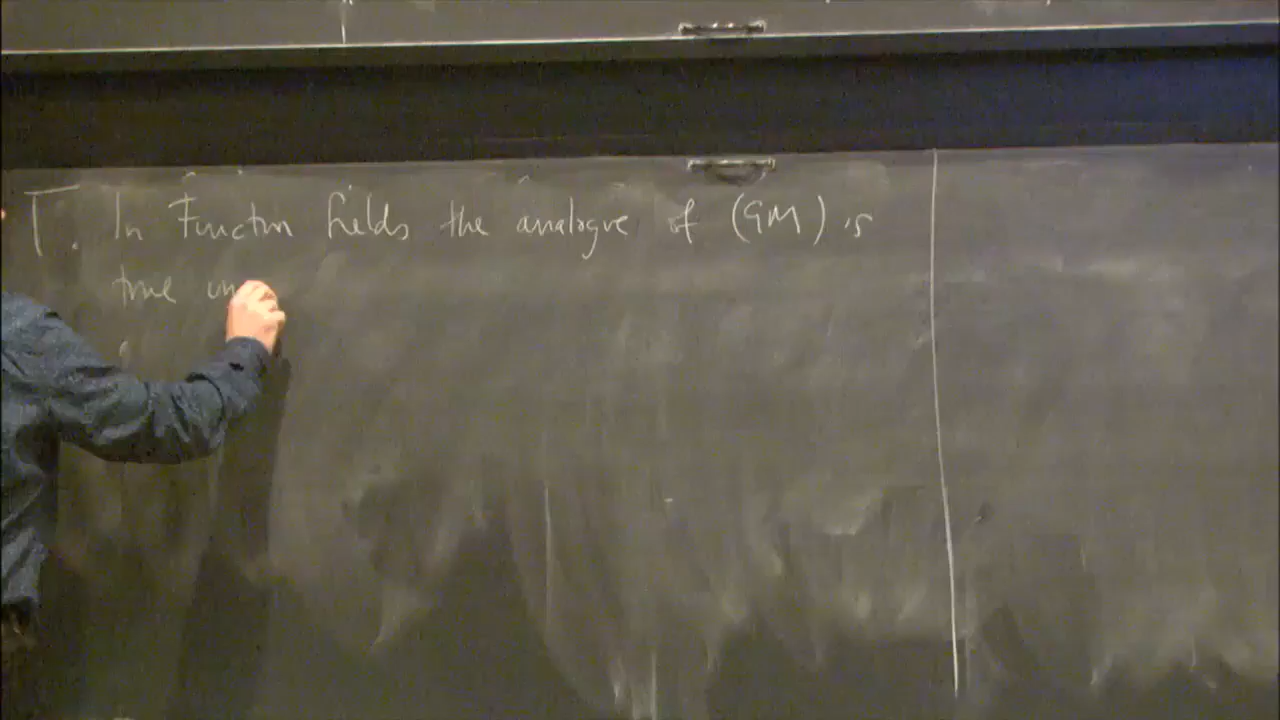 T. In Function fields the analogue of (GM) is
true un